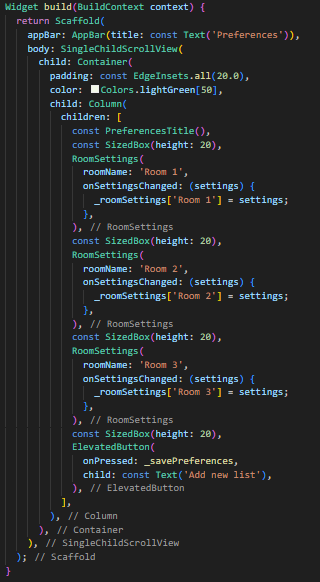 Widget build(BuildContext context) {
  return Scaffold(
    appBar: AppBar(title: const Text('Preferences')),
    body: SingleChildScrollView(
      child: Container(
        padding: const EdgeInsets.all(20.0),
        color: Colors.lightGreen[50],
        child: Column(
          children: [
            const PreferencesTitle(),
            const SizedBox(height: 20),
            RoomSettings(
              roomName: 'Room 1',
              onSettingsChanged: (settings) {
                _roomSettings['Room 1'] = settings;
              },
            ), // RoomSettings
            const SizedBox(height: 20),
            RoomSettings(
              roomName: 'Room 2',
              onSettingsChanged: (settings) {
                _roomSettings['Room 2'] = settings;
              },
            ), // RoomSettings
            const SizedBox(height: 20),
            RoomSettings(
              roomName: 'Room 3',
              onSettingsChanged: (settings) {
                _roomSettings['Room 3'] = settings;
              },
            ), // RoomSettings
            const SizedBox(height: 20),
            ElevatedButton(
              onPressed: _savePreferences,
              child: const Text('Add new list'),
            ), // ElevatedButton
          ],
        ), // Column
      ), // Container
    ), // SingleChildScrollView
  ); // Scaffold
}